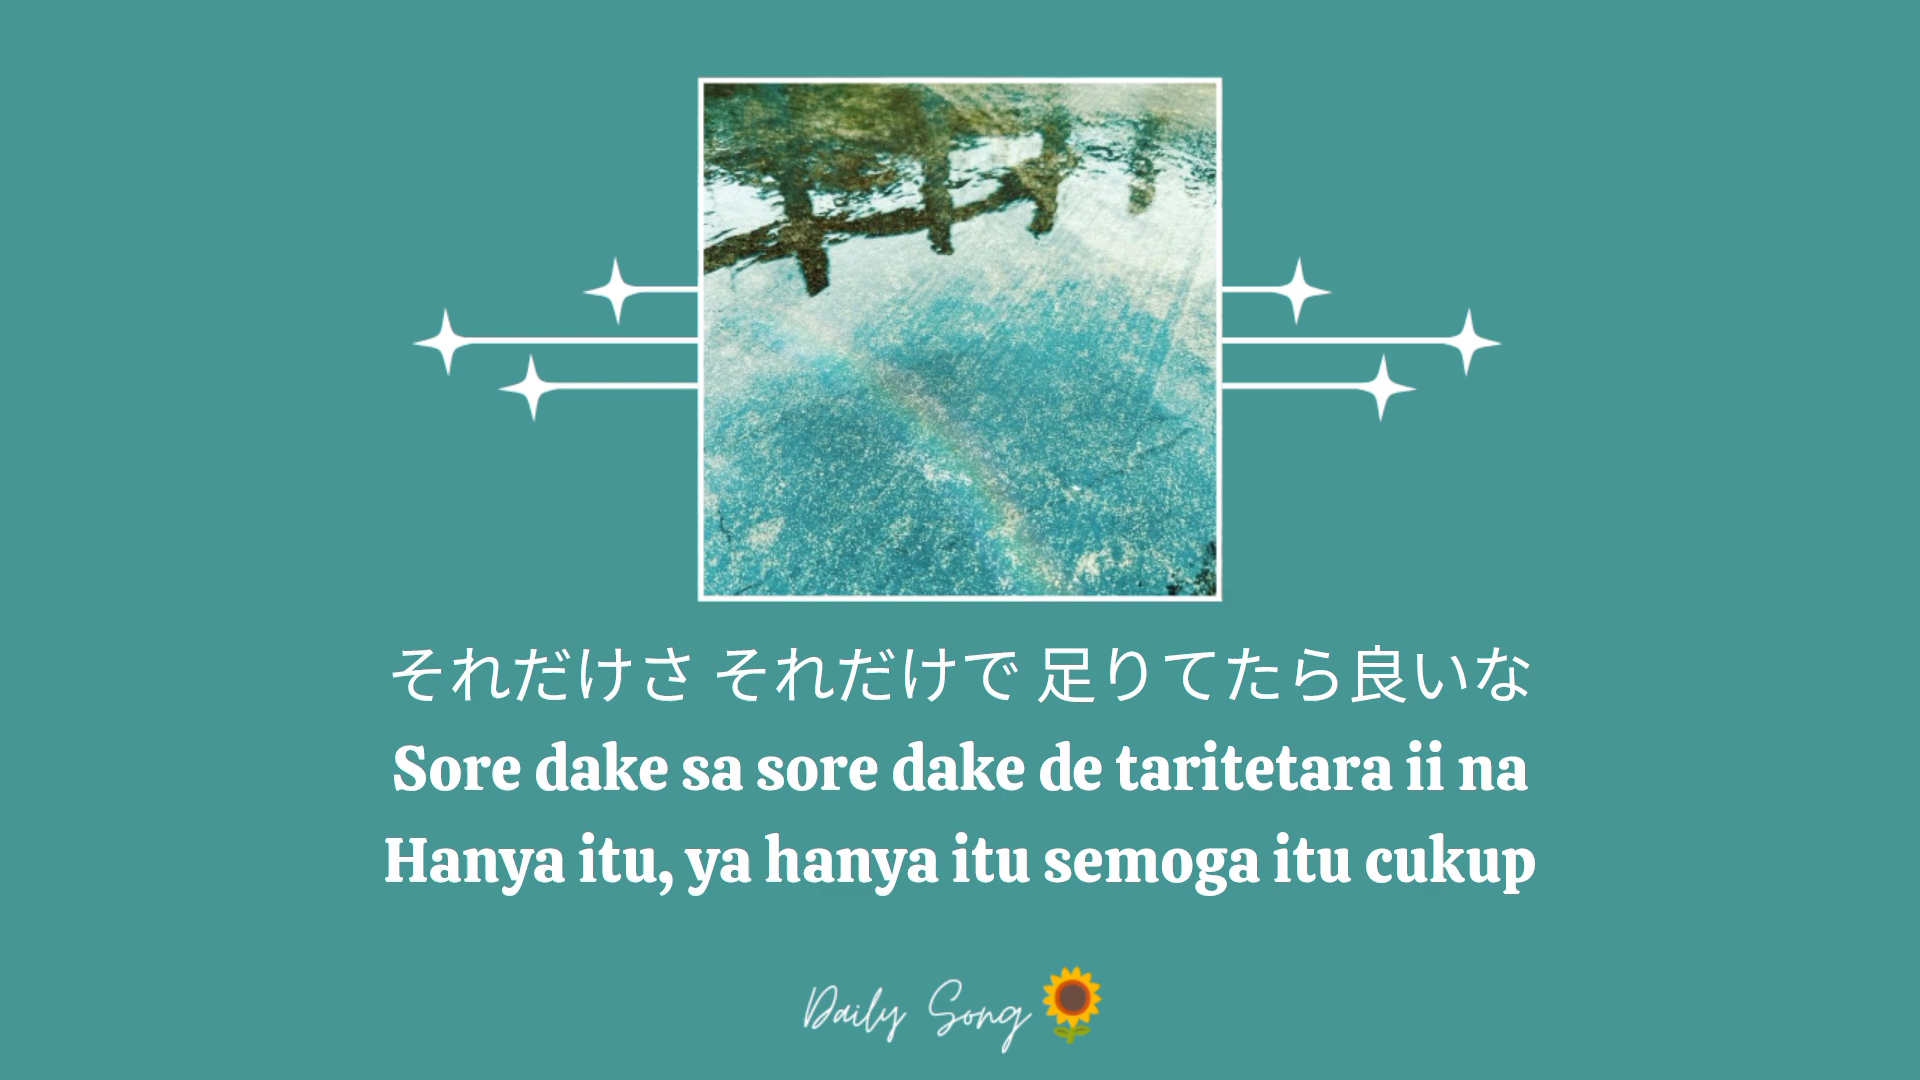 それだけさ それだけで 足りてたら良いな
Sore dake sa sore dake de taritetara ii na
Hanya itu, ya hanya itu semoga itu cukup
Daily Song